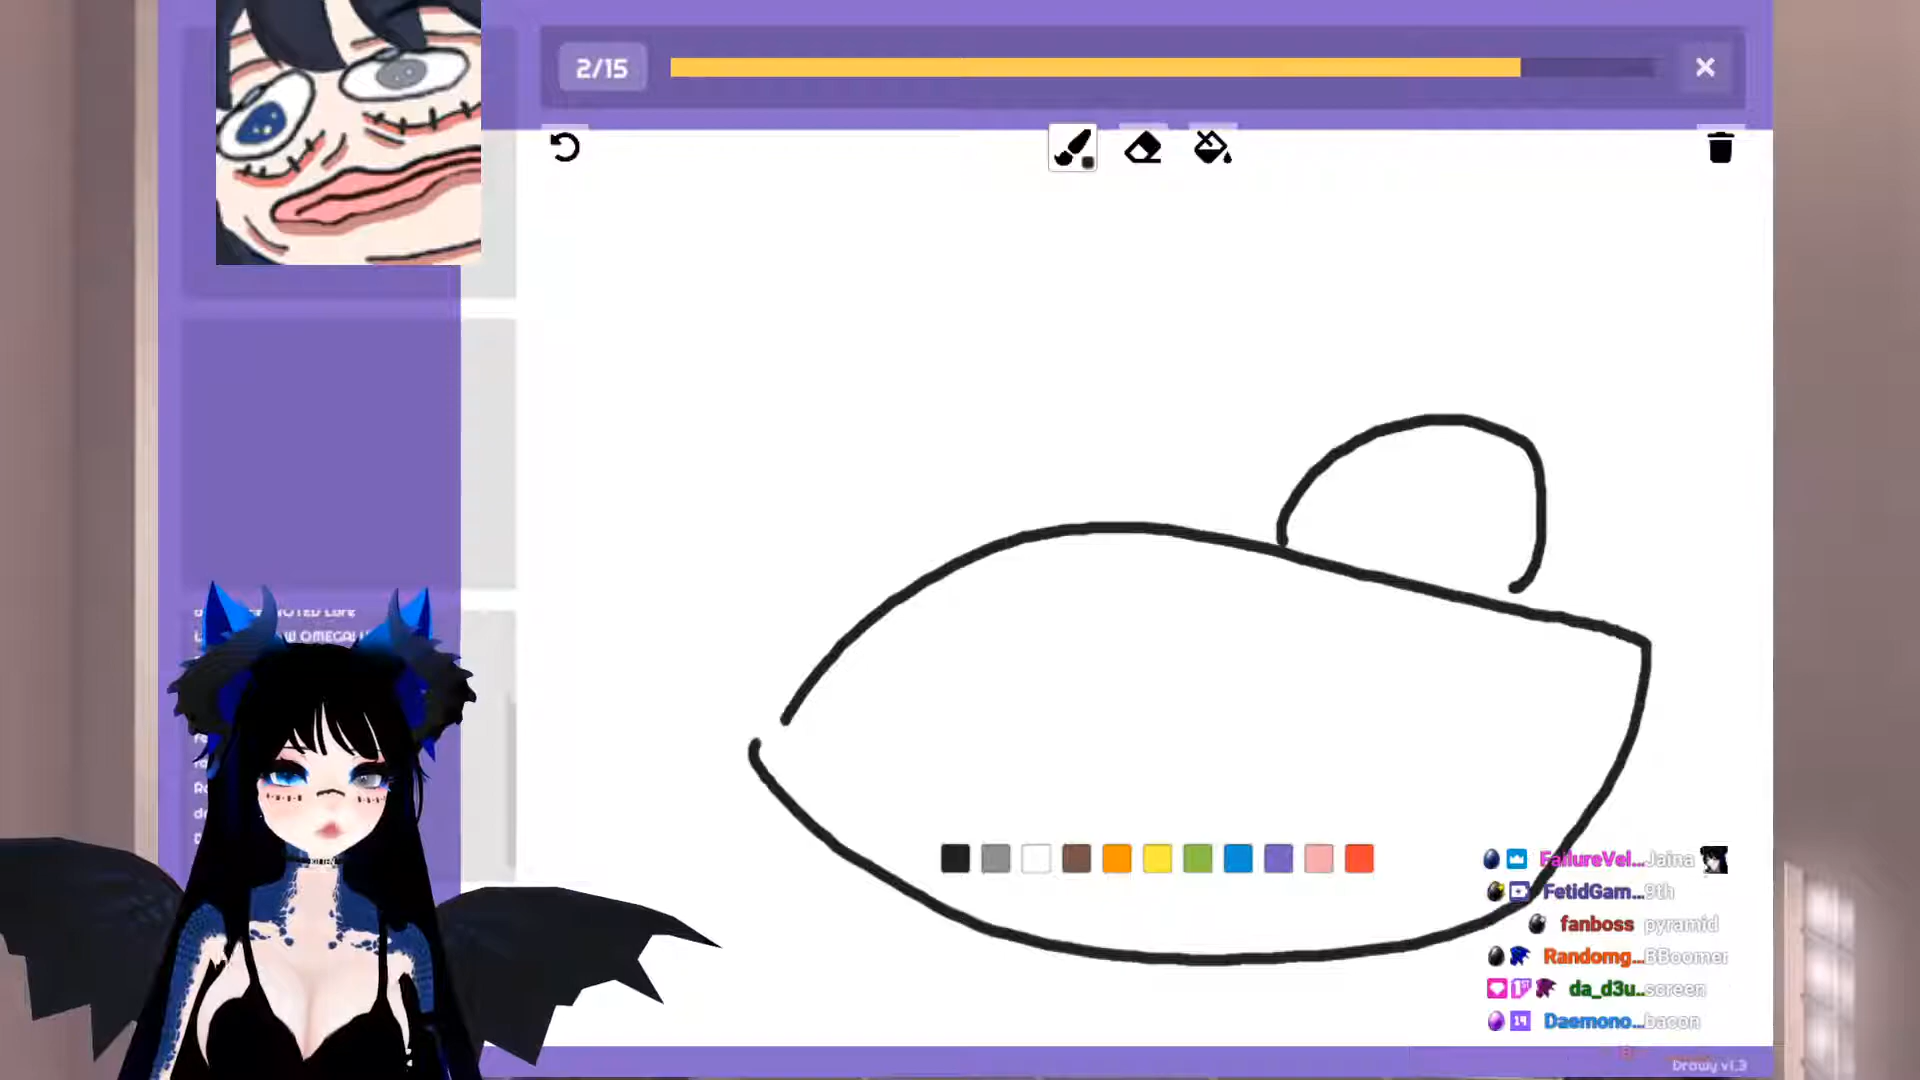 2/15
FailureVel...Jaina
FetidGam...9th
fanboss pyramid
Randomg...BBoomer
da_d3u..screen
Daemono...bacon
Drawy v1.3